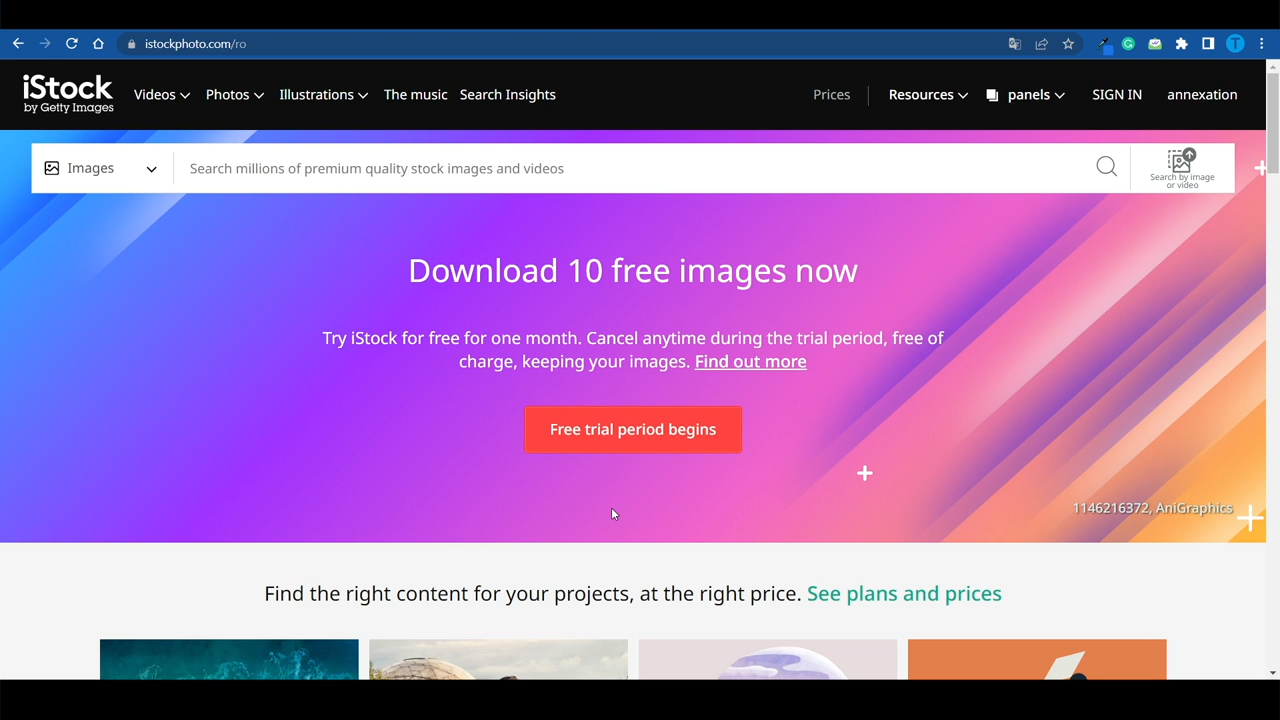 istockphoto.com/ro
T
iStock
by Getty Images
Videos
Photos
Illustrations
The music
Search Insights
Prices
Resources
panels
SIGN IN
annexation
Images
Search millions of premium quality stock images and videos
Search by image
or video
Download 10 free images now
Try iStock for free for one month. Cancel anytime during the trial period, free of
charge, keeping your images. Find out more
Free trial period begins
1146216372, AniGraphics
Find the right content for your projects, at the right price. See plans and prices